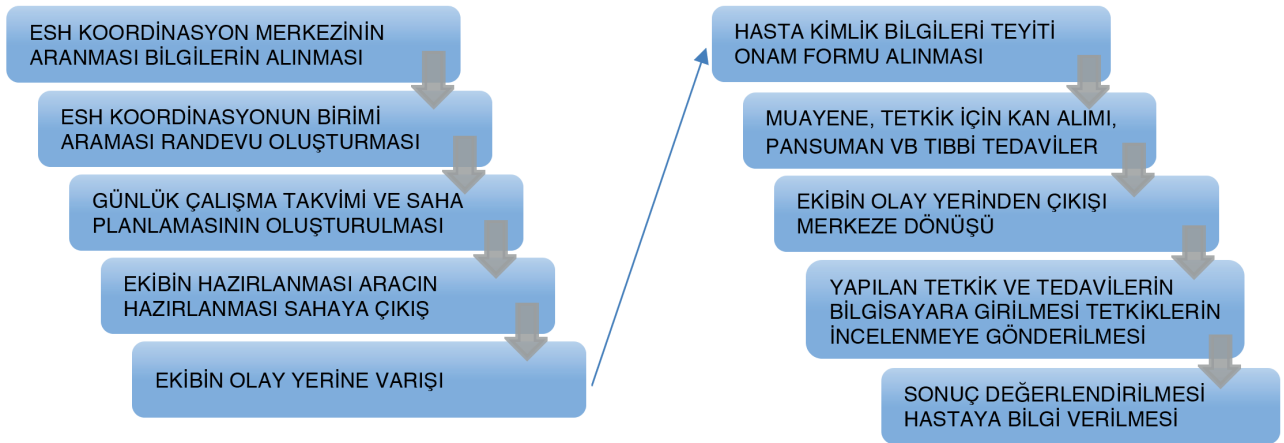 ESH KOORDİNASYON MERKEZİNİN
ARANMASI BİLGİLERİN ALINMASI
ESH KOORDİNASYONUN BİRİMİ
ARAMASI RANDEVU OLUŞTURMASI
GÜNLÜK ÇALIŞMA TAKVİMİ VE SAHA
PLANLAMASININ OLUŞTURULMASI
EKİBİN HAZIRLANMASI ARACIN
HAZIRLANMASI SAHAYA ÇIKIŞ
EKİBİN OLAY YERİNE VARIŞI
HASTA KİMLİK BİLGİLERİ TEYİTİ
ONAM FORMU ALINMASI
MUAYENE, TETKİK İÇİN KAN ALIMI,
PANSUMAN VB TIBBİ TEDAVİLER
EKİBİN OLAY YERİNDEN ÇIKIŞI
MERKEZE DÖNÜŞÜ
YAPILAN TETKİK VE TEDAVİLERİN
BİLGİSAYARA GİRİLMESİ TETKİKLERİN
İNCELENMEYE GÖNDERİLMESİ
SONUÇ DEĞERLENDİRİLMESİ
HASTAYA BİLGİ VERİLMESİ